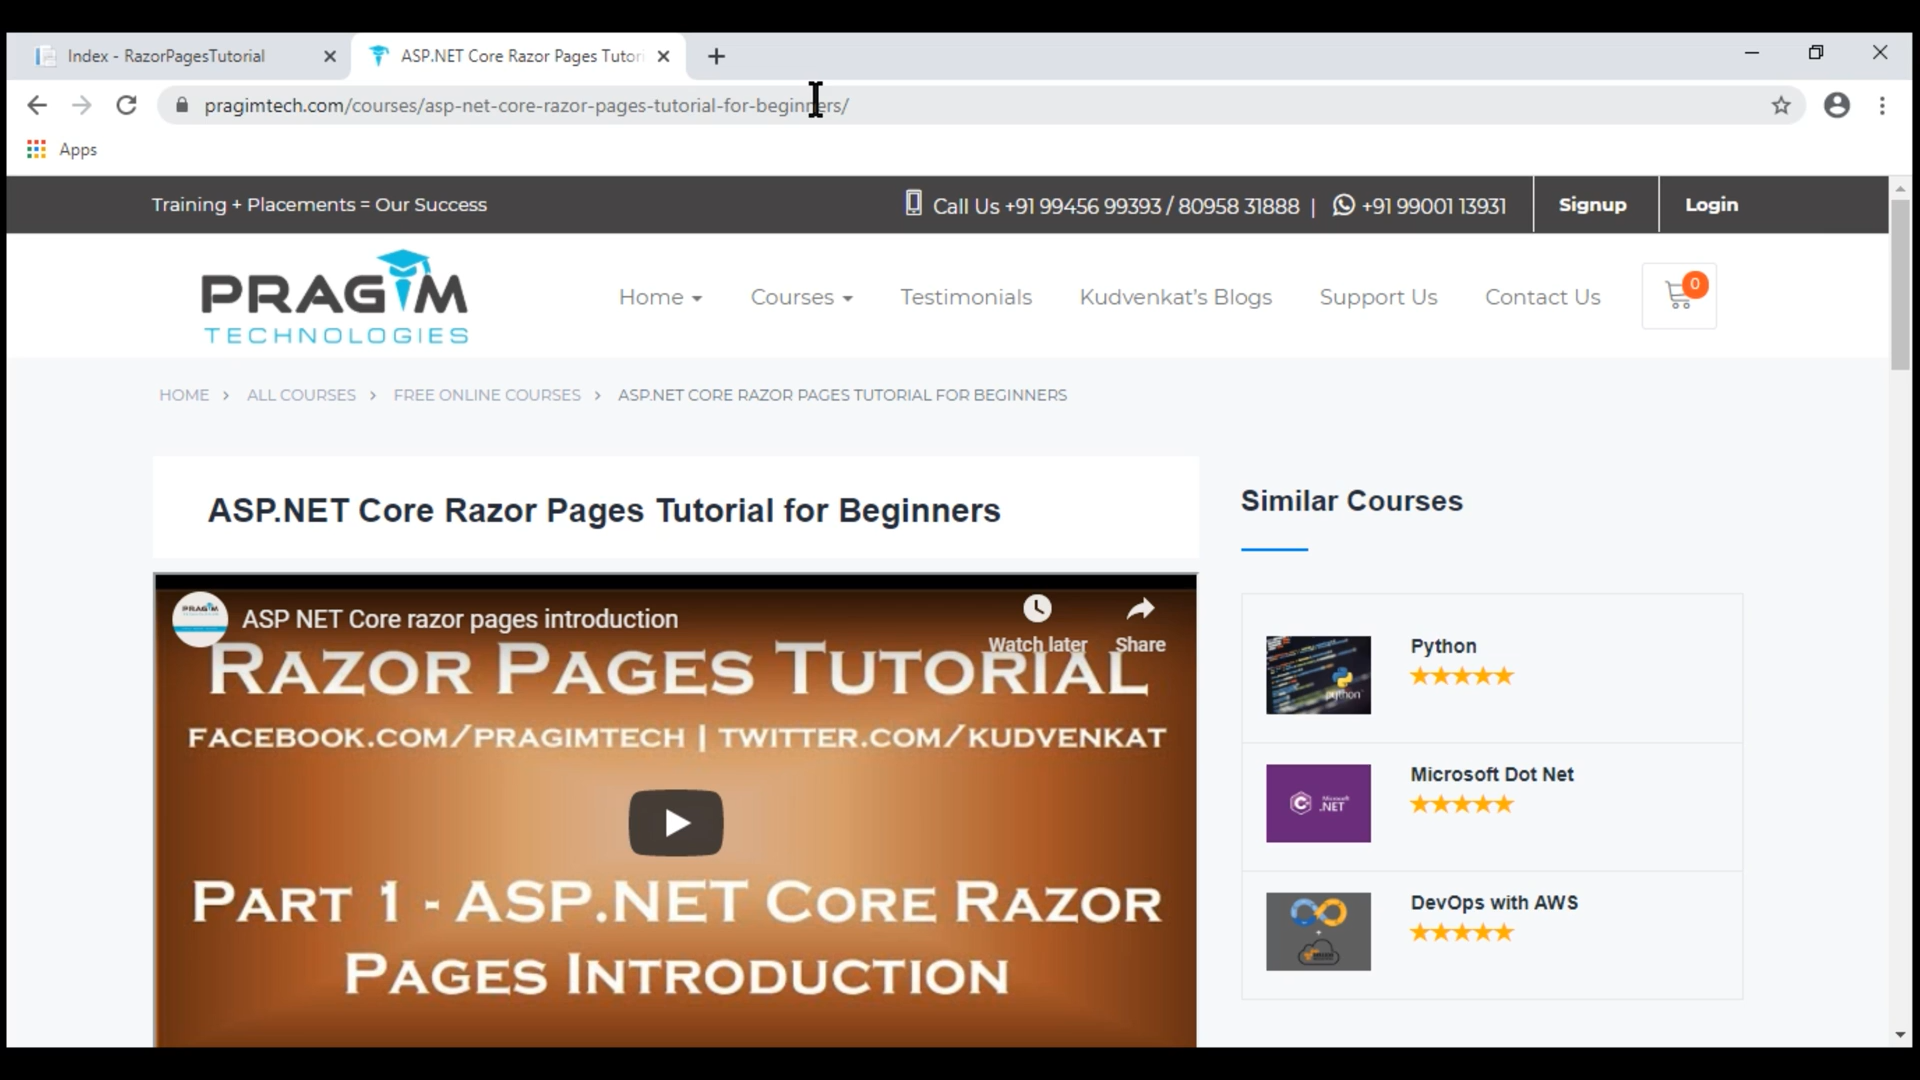 Index - RazorPagesTutorial
ASP.NET Core Razor Pages Tutori
pragimtech.com/courses/asp-net-core-razor-pages-tutorial-for-beginners/
Apps
Training + Placements = Our Success
Call Us +91 99456 99393 / 80958 31888 | +91 99001 13931
Signup
Login
PRAGIM
TECHNOLOGIES
Home
Courses
Testimonials
Kudvenkat's Blogs
Support Us
Contact Us
0
HOME > ALL COURSES > FREE ONLINE COURSES > ASP.NET CORE RAZOR PAGES TUTORIAL FOR BEGINNERS
ASP.NET Core Razor Pages Tutorial for Beginners
PRAGIM
ASP NET Core razor pages introduction
Watch later
Share
RAZOR PAGES TUTORIAL
FACEBOOK.COM/PRAGIMTECH | TWITTER.COM/KUDVENKAT
PART 1 - ASP.NET CORE RAZOR
PAGES INTRODUCTION
Similar Courses
python
Python
Microsoft
.NET
Microsoft Dot Net
DevOps with AWS